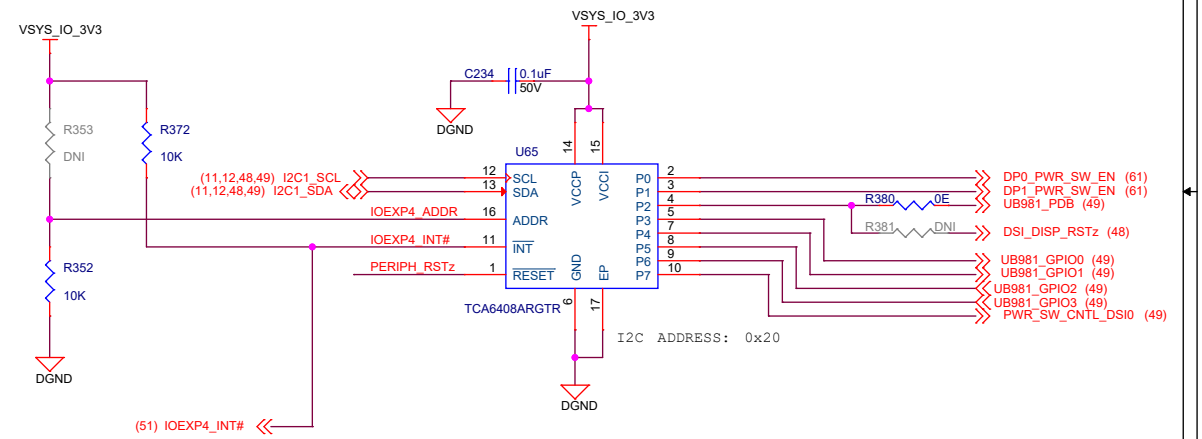 VSYS_IO_3V3
VSYS_IO_3V3
C234
0.1uF
50V
DGND
R353
DNI
R372
10K
U65
14
15
VCCP
VCCI
(11,12,48,49) I2C1_SCL
12
SCL
(11,12,48,49) I2C1_SDA
13
SDA
IOEXP4_ADDR
16
ADDR
IOEXP4_INT#
11
INT
PERIPH_RSTz
1
RESET
GND
EP
6
17
P0
2
DP0_PWR_SW_EN (61)
P1
3
DP1_PWR_SW_EN (61)
P2
4
R380
0E
UB981_PDB (49)
P3
5
R381
DNI
DSI_DISP_RSTz (48)
P4
7
P5
8
P6
9
P7
10
UB981_GPIO0 (49)
UB981_GPIO1 (49)
UB981_GPIO2 (49)
UB981_GPIO3 (49)
PWR_SW_CNTL_DSI0 (49)
R352
10K
TCA6408ARGTR
I2C ADDRESS: 0x20
DGND
DGND
(51) IOEXP4_INT#